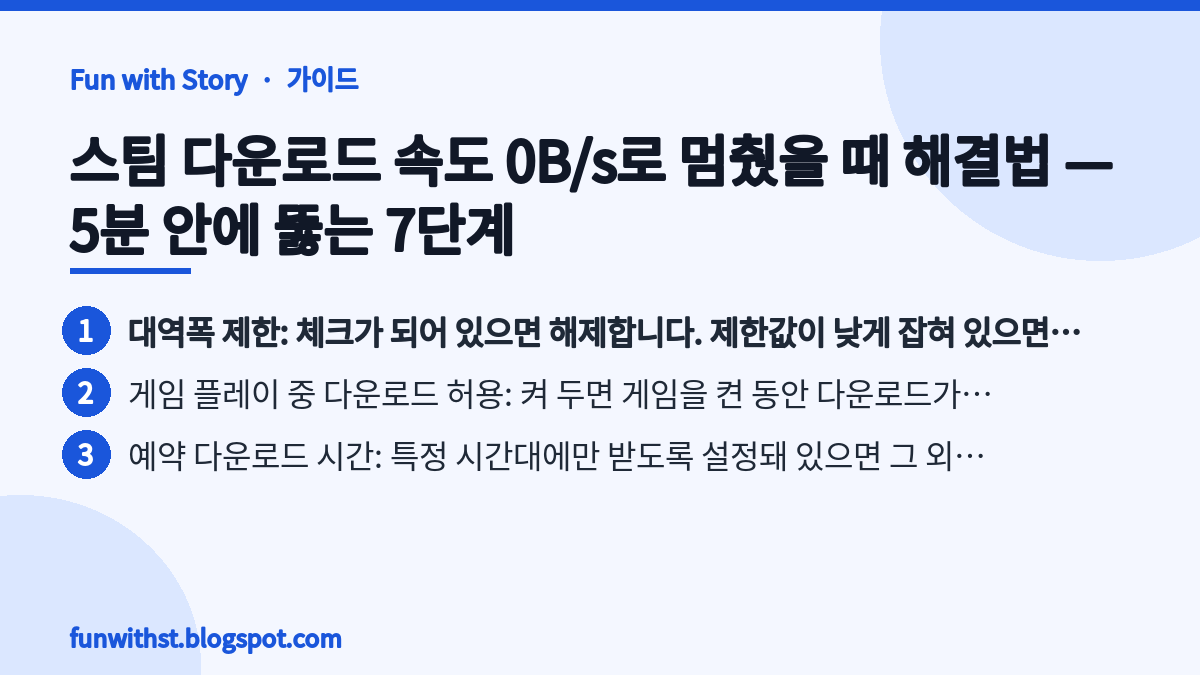 Fun with Story · 가이드
스팀 다운로드 속도 0B/s로 멈췄을 때 해결법 —
5분 안에 뚫는 7단계
1 대역폭 제한: 체크가 되어 있으면 해제합니다. 제한값이 낮게 잡혀 있으면…
2 게임 플레이 중 다운로드 허용: 켜 두면 게임을 켠 동안 다운로드가…
3 예약 다운로드 시간: 특정 시간대에만 받도록 설정돼 있으면 그 외…
funwithst.blogspot.com